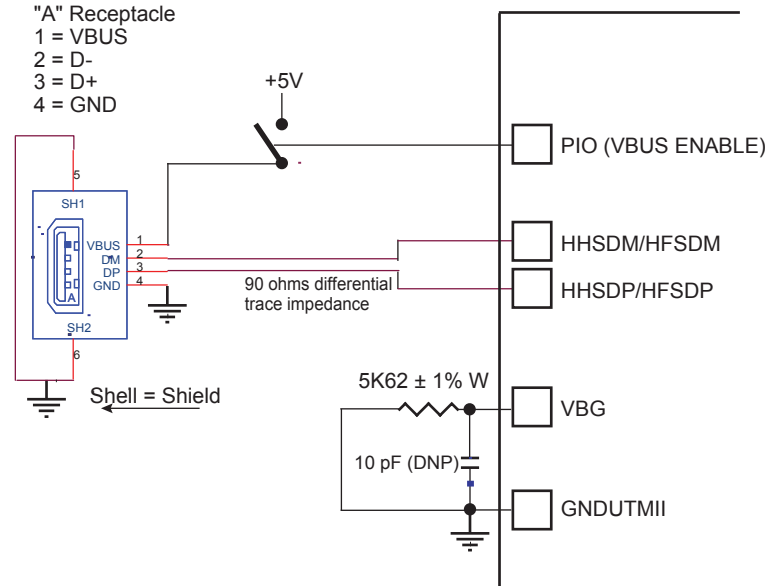 "A" Receptacle
1 = VBUS
2 = D-
3 = D+
4 = GND
+5V
PIO (VBUS ENABLE)
5
SH1
VBUS
1
DM
2
DP
3
GND
4
A
SH2
6
HHSDM/HFSDM
HHSDP/HFSDP
90 ohms differential
trace impedance
Shell = Shield
5K62 ± 1% W
VBG
10 pF (DNP)
GNDUTMII